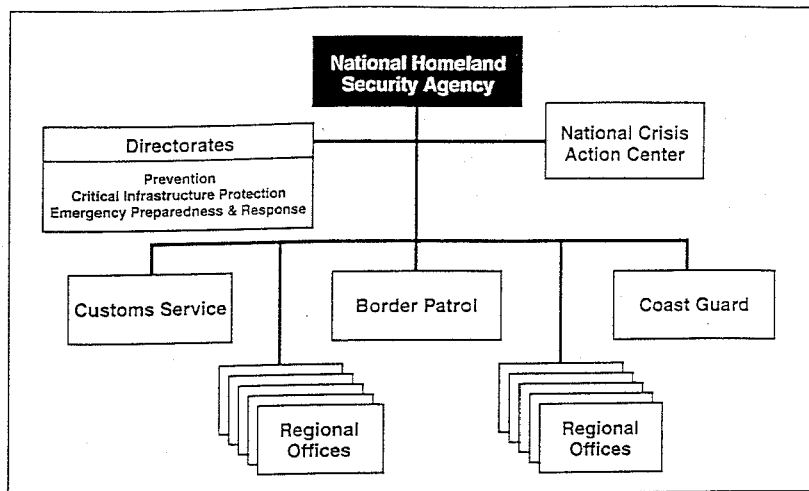 National Homeland
Security Agency
Directorates
Prevention
Critical Infrastructure Protection
Emergency Preparedness & Response
National Crisis
Action Center
Customs Service
Border Patrol
Coast Guard
Regional
Offices
Regional
Offices